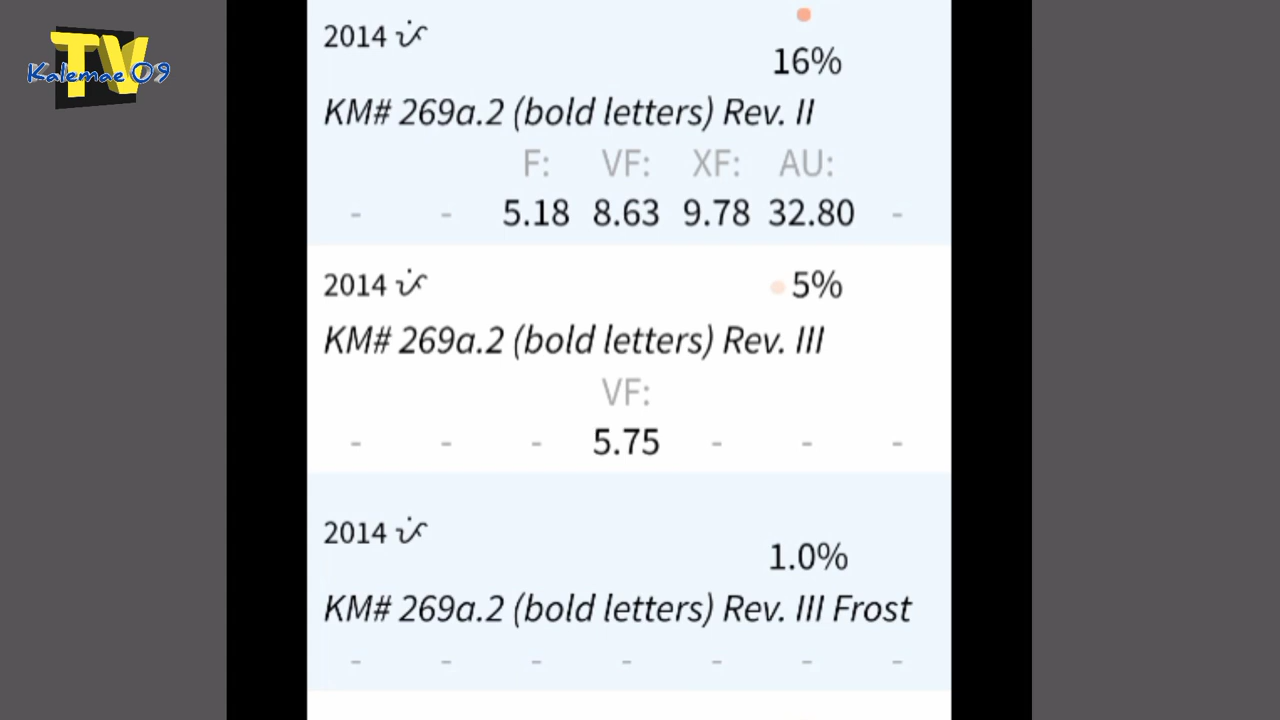 TV
Kalemae 09
2014 ᜊ᜔ᜐ᜔ᜉ᜔
16%
KM# 269a.2 (bold letters) Rev. II
F: VF: XF: AU:
- - 5.18 8.63 9.78 32.80 -
2014
5%
KM# 269a.2 (bold letters) Rev. III
VF:
- - - 5.75 - - -
2014
1.0%
KM# 269a.2 (bold letters) Rev. III Frost
- - - - - - -